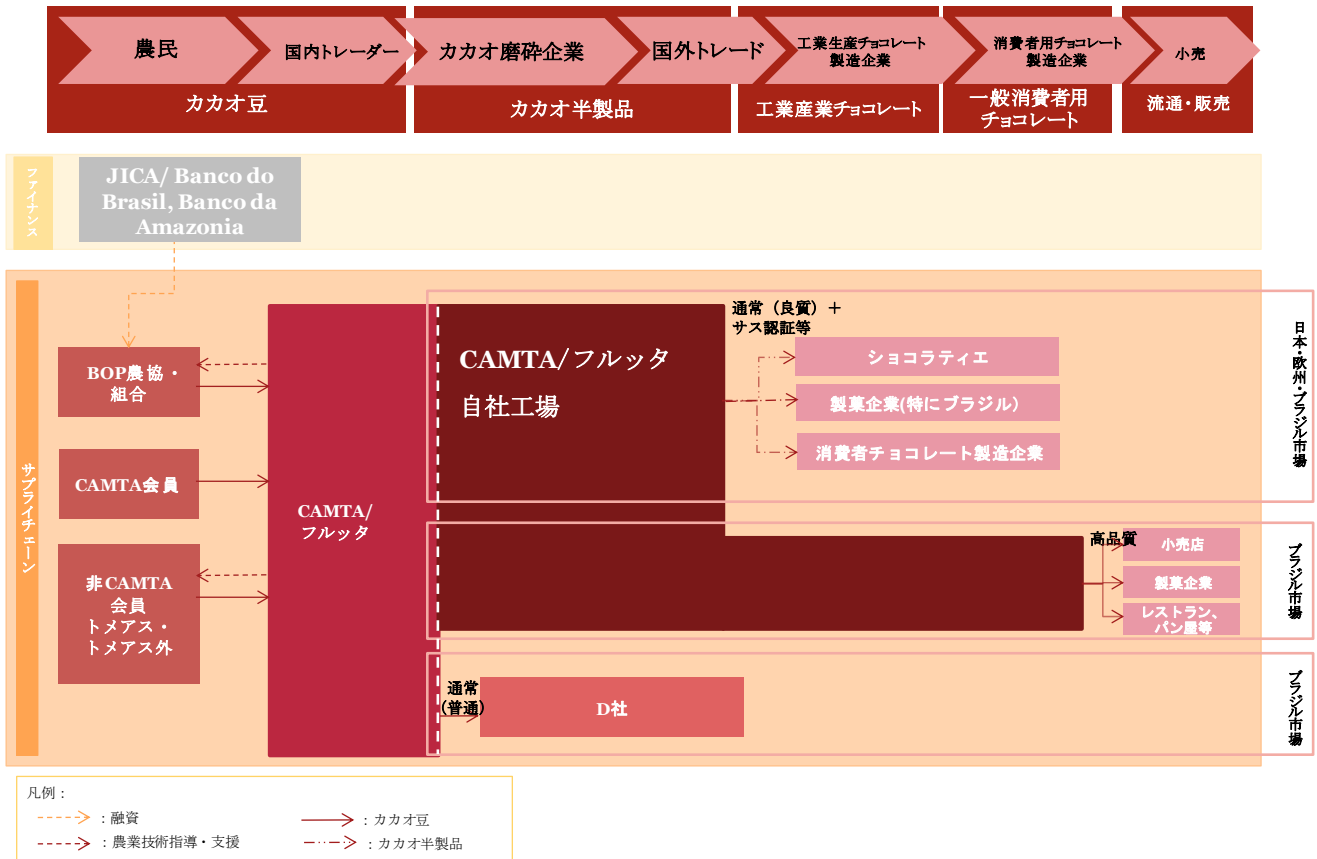 農民
国内トレーダー
カカオ磨砕企業
国外トレード
工業生産チョコレート
製造企業
消費者用チョコレート
製造企業
小売
カカオ豆
カカオ半製品
工業産業チョコレート
一般消費者用
チョコレート
流通・販売
ファイナンス
JICA/ Banco do
Brasil, Banco da
Amazonia
サプライチェーン
BOP農協・
組合
CAMTA会員
非CAMTA
会員
トメアス・
トメアス外
CAMTA/
フルッタ
CAMTA/フルッタ
自社工場
通常（良質）＋
サス認証等
ショコラティエ
製菓企業(特にブラジル）
消費者チョコレート製造企業
日本・欧州・ブラジル市場
高品質
小売店
製菓企業
レストラン、
パン屋等
ブラジル市場
通常
(普通)
D社
ブラジル市場
凡例：
：融資
：カカオ豆
：農業技術指導・支援
：カカオ半製品